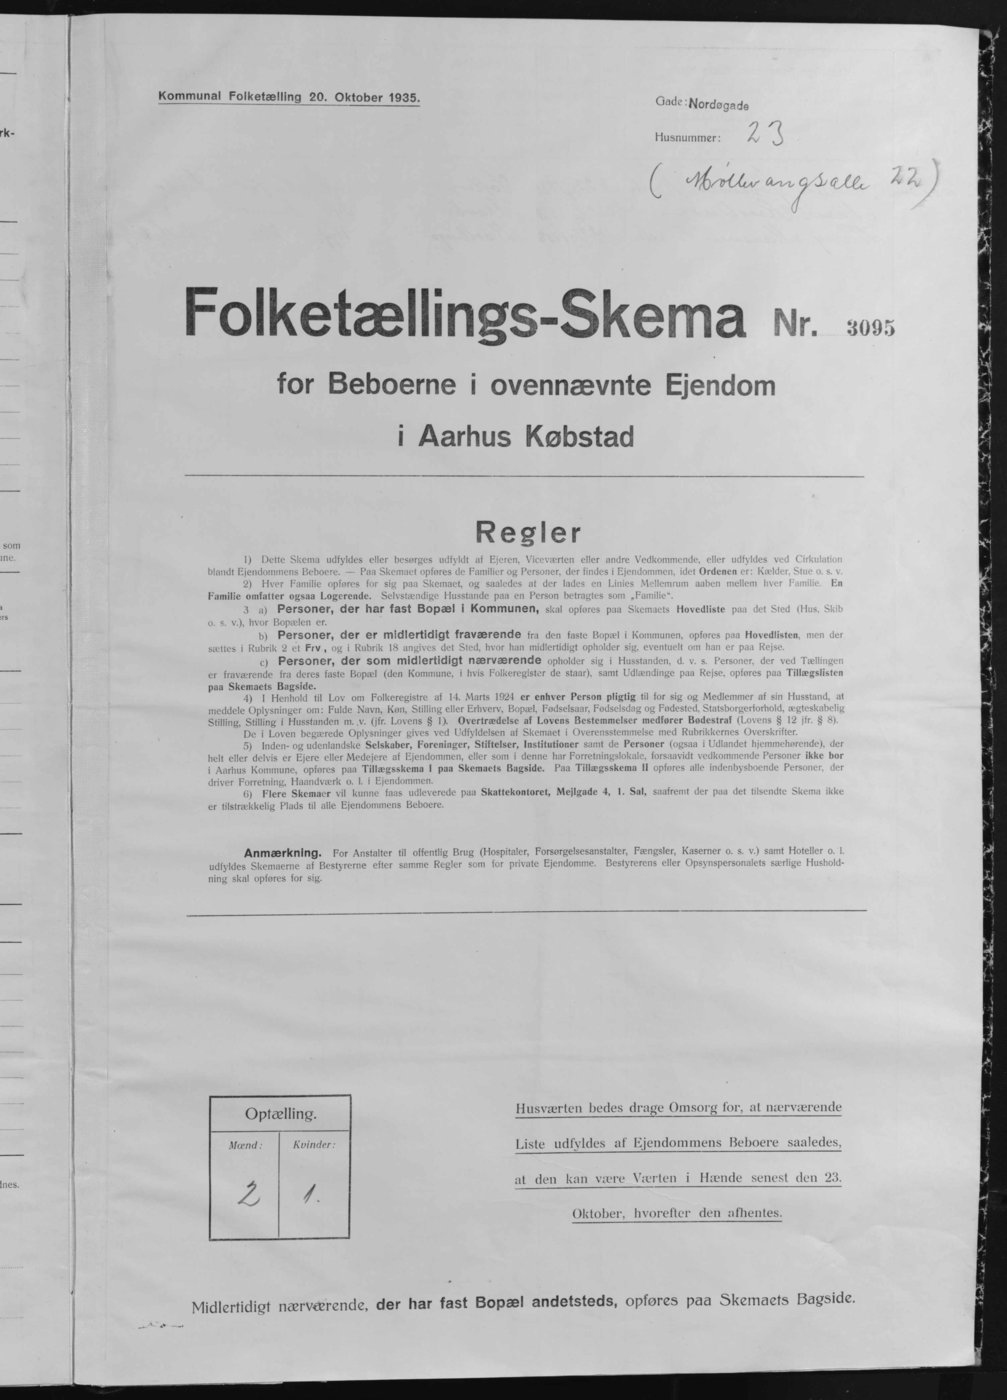 Kommunal Folketælling 20. Oktober 1935.
Gade: Nordøgade
Husnummer: 23
(Møllevangsalle 22)
Folketællings-Skema Nr. 3095
for Beboerne i ovennævnte Ejendom
i Aarhus Købstad
Regler
1) Dette Skema udfyldes eller besørges udfyldt af Ejeren, Viceværten eller andre Vedkommende, eller udfyldes ved Cirkulation
blandt Ejendommens Beboere. — Paa Skemaet opføres de Familier og Personer, der findes i Ejendommen, idet Ordenen er: Kælder, Stue o. s. v.
2) Hver Familie opføres for sig paa Skemaet, og saaledes at der lades en Linies Mellemrum aaben mellem hver Familie. En
Familie omfatter ogsaa Logerende. Selvstændige Husstande paa en Person betragtes som „Familie“.
3 a) Personer, der har fast Bopæl i Kommunen, skal opføres paa Skemaets Hovedliste paa det Sted (Hus, Skib
o. s. v.), hvor Bopælen er.
b) Personer, der er midlertidigt fraværende fra den faste Bopæl i Kommunen, opføres paa Hovedlisten, men der
sættes i Rubrik 2 et Frv., og i Rubrik 18 angives det Sted, hvor han midlertidigt opholder sig, eventuelt om han er paa Rejse.
c) Personer, der som midlertidigt nærværende opholder sig i Husstanden, d. v. s. Personer, der ved Tællingen
er fraværende fra deres faste Bopæl (den Kommune, i hvis Folkeregister de staar), samt Udlændinge paa Rejse, opføres paa Tillægslisten
paa Skemaets Bagside.
4) I Henhold til Lov om Folkeregistre af 14. Marts 1924 er enhver Person pligtig til for sig og Medlemmer af sin Husstand, at
meddele Oplysninger om: Fulde Navn, Køn, Stilling eller Erhverv, Bopæl, Fødselsaar, Fødselsdag og Fødested, Statsborgerforhold, ægteskabelig
Stilling, Stilling i Husstanden m. v. (jfr. Lovens § 1). Overtrædelse af Lovens Bestemmelser medfører Bødestraf (Lovens § 12 jfr. § 8).
De i Loven begærede Oplysninger gives ved Udfyldelsen af Skemaet i Overensstemmelse med Rubrikkernes Overskrifter.
5) Inden- og udenlandske Selskaber, Foreninger, Stiftelser, Institutioner samt de Personer (ogsaa i Udlandet hjemmehørende), der
helt eller delvis er Ejere eller Medejere af Ejendommen, eller som i denne har Forretningslokale, forsaavidt vedkommende Personer ikke bor
i Aarhus Kommune, opføres paa Tillægsskema I paa Skemaets Bagside. Paa Tillægsskema II opføres alle indenbysboende Personer, der
driver Forretning, Haandværk o. l. i Ejendommen.
6) Flere Skemaer vil kunne faas udleverede paa Skattekontoret, Mejlgade 4, 1. Sal, saafremt der paa det tilsendte Skema ikke
er tilstrækkelig Plads til alle Ejendommens Beboere.
Anmærkning. For Anstalter til offentlig Brug (Hospitaler, Forsørgelsesanstalter, Fængsler, Kaserner o. s. v.) samt Hoteller o. l.
udfyldes Skemaerne af Bestyrerne efter samme Regler som for private Ejendomme. Bestyrerens eller Opsynspersonalets særlige Hushold-
ning skal opføres for sig.
Optælling.
Mænd: Kvinder:
2 1.
Husværten bedes drage Omsorg for, at nærværende
Liste udfyldes af Ejendommens Beboere saaledes,
at den kan være Værten i Hænde senest den 23.
Oktober, hvorefter den afhentes.
Midlertidigt nærværende, der har fast Bopæl andetsteds, opføres paa Skemaets Bagside.